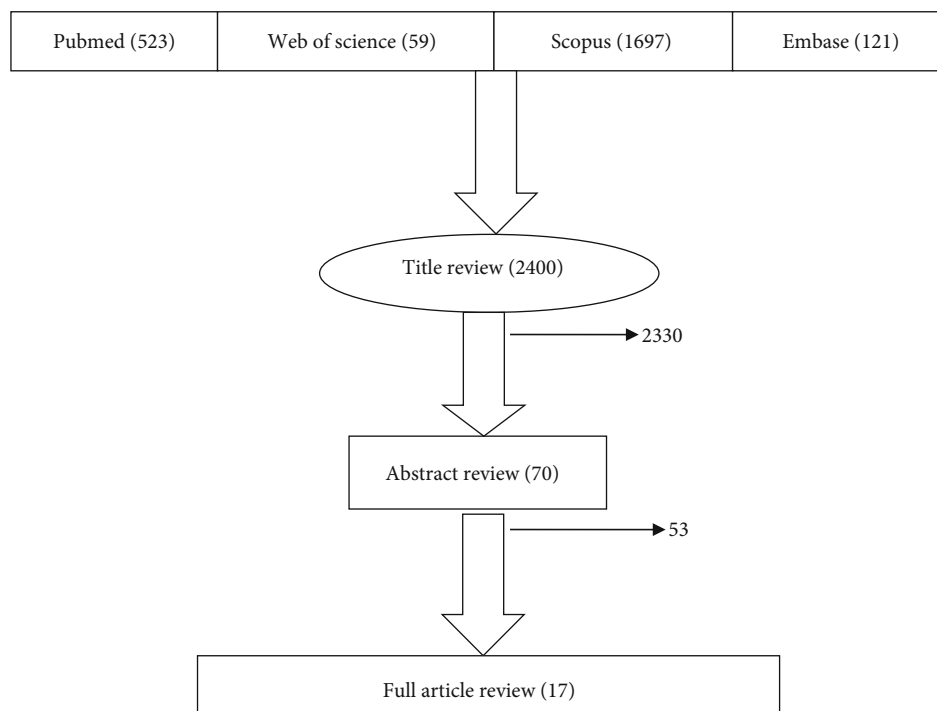 Pubmed (523) Web of science (59) Scopus (1697) Embase (121)
Title review (2400)
2330
Abstract review (70)
53
Full article review (17)